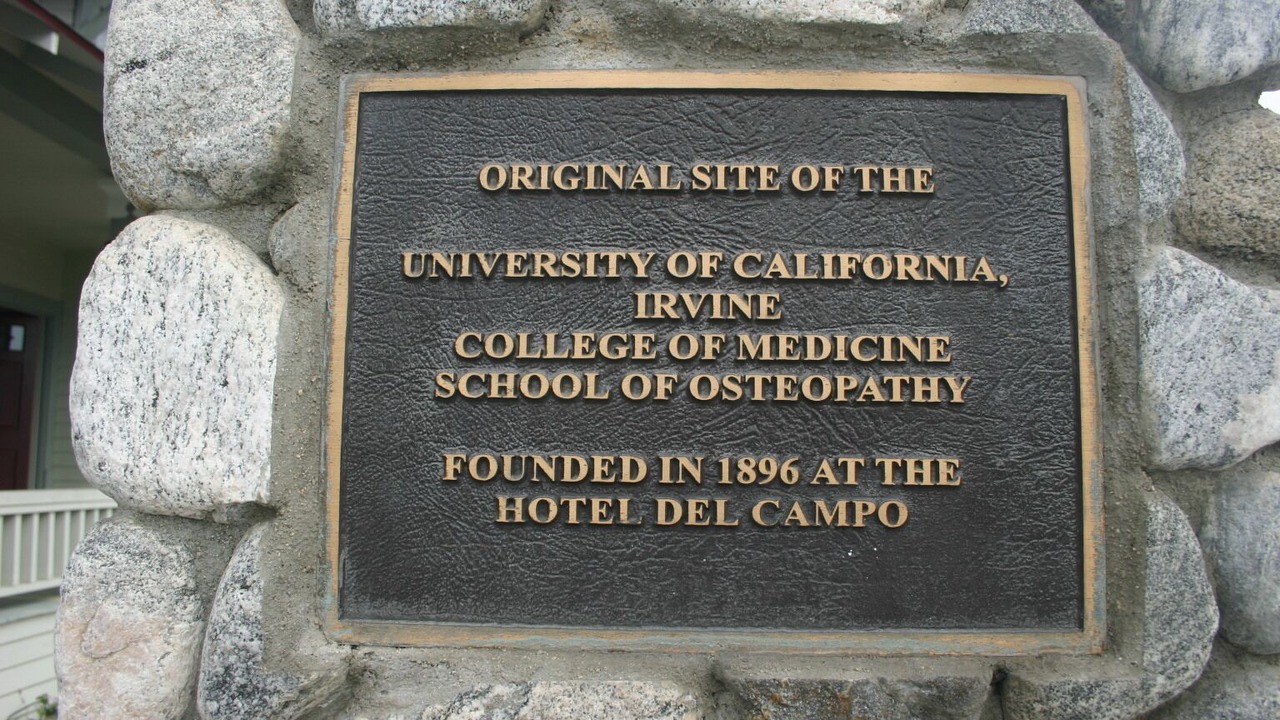 ORIGINAL SITE OF THE
UNIVERSITY OF CALIFORNIA,
IRVINE
COLLEGE OF MEDICINE
SCHOOL OF OSTEOPATHY
FOUNDED IN 1896 AT THE
HOTEL DEL CAMPO